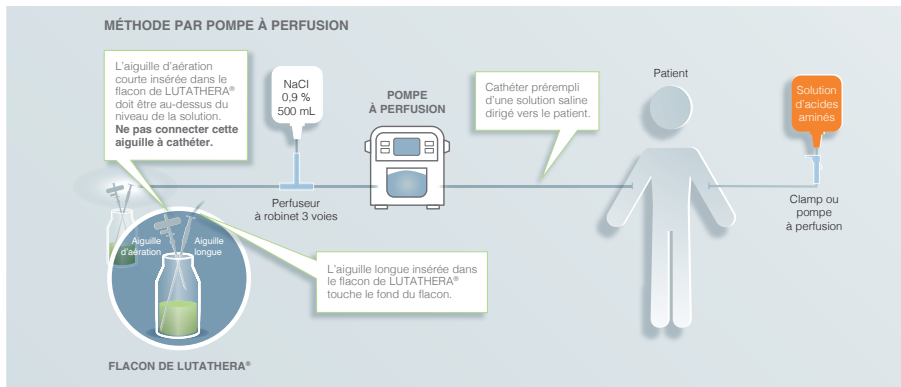 MÉTHODE PAR POMPE À PERFUSION
L'aiguille d'aération
courte insérée dans le
flacon de LUTATHERA®
doit être au-dessus du
niveau de la solution.
Ne pas connecter cette
aiguille à cathéter.
NaCl
0,9 %
500 mL
Perfuseur
à robinet 3 voies
POMPE
À PERFUSION
Cathéter prérempli
d'une solution saline
dirigé vers le patient.
Patient
Solution
d'acides
aminés
Clamp ou
pompe
à perfusion
Aiguille
d'aération
Aiguille
longue
L'aiguille longue insérée dans
le flacon de LUTATHERA®
touche le fond du flacon.
FLACON DE LUTATHERA®